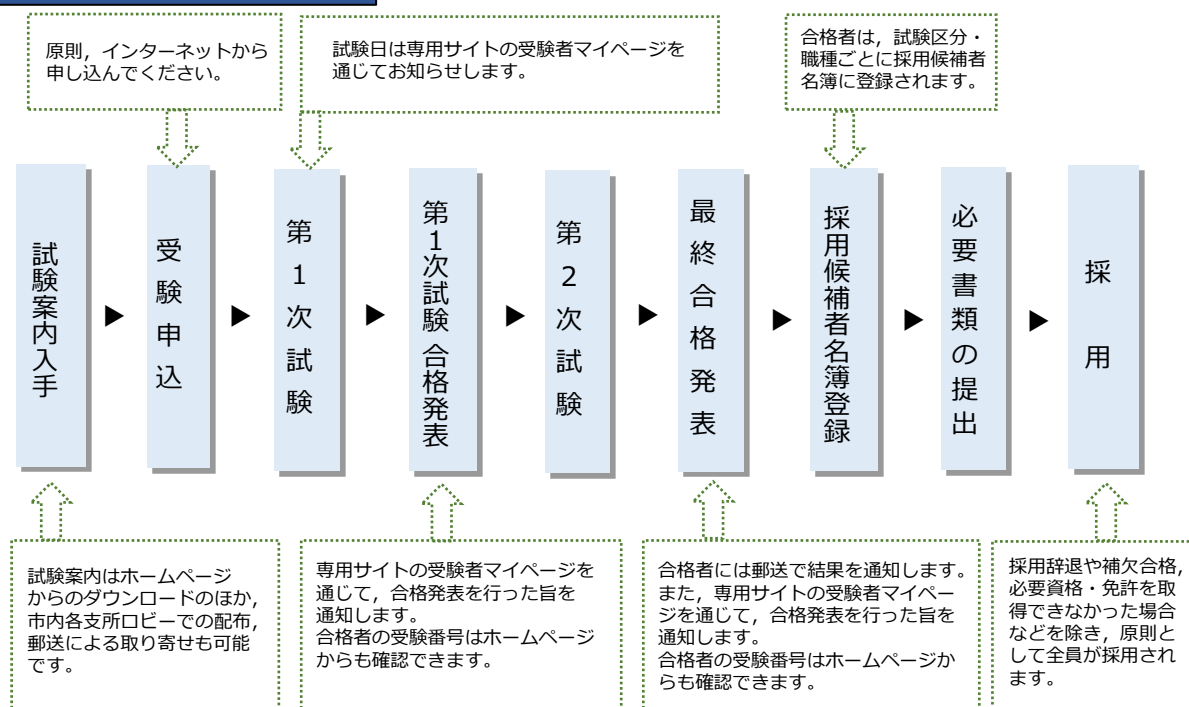 原則，インターネットから
申し込んでください。
試験日は専用サイトの受験者マイページを
通じてお知らせします。
合格者は，試験区分・
職種ごとに採用候補者
名簿に登録されます。
試験案内入手
▶
受験申込
▶
第1次試験
▶
第1次試験 合格発表
▶
第2次試験
▶
最終合格発表
▶
採用候補者名簿登録
▶
必要書類の提出
▶
採用
試験案内はホームページ
からのダウンロードのほか，
市内各支所ロビーでの配布，
郵送による取り寄せも可能
です。
専用サイトの受験者マイページを
通じて，合格発表を行った旨を
通知します。
合格者の受験番号はホームページ
からも確認できます。
合格者には郵送で結果を通知します。
また，専用サイトの受験者マイペー
ジを通じて，合格発表を行った旨を
通知します。
合格者の受験番号はホームページか
らも確認できます。
採用辞退や補欠合格，
必要資格・免許を取
得できなかった場合
などを除き，原則と
して全員が採用され
ます。